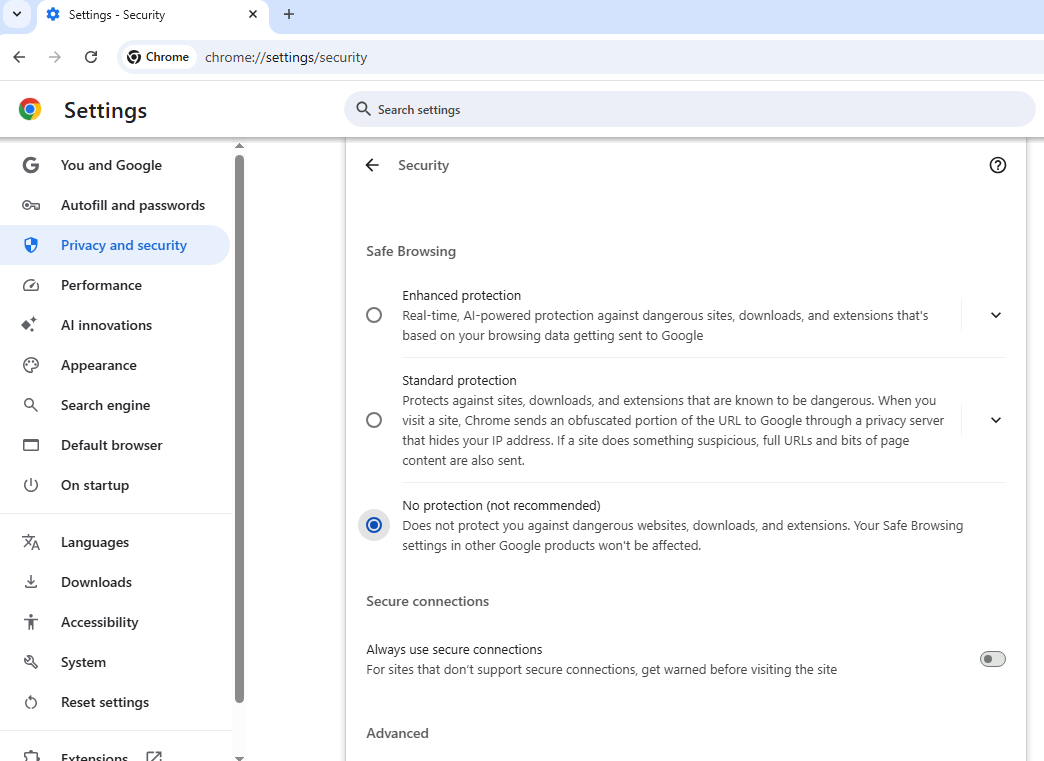 Settings - Security
Chrome
chrome://settings/security
Settings
Search settings
You and Google
Autofill and passwords
Privacy and security
Performance
AI innovations
Appearance
Search engine
Default browser
On startup
Languages
Downloads
Accessibility
System
Reset settings
Extensions
Security
Safe Browsing
Enhanced protection
Real-time, AI-powered protection against dangerous sites, downloads, and extensions that's
based on your browsing data getting sent to Google
Standard protection
Protects against sites, downloads, and extensions that are known to be dangerous. When you
visit a site, Chrome sends an obfuscated portion of the URL to Google through a privacy server
that hides your IP address. If a site does something suspicious, full URLs and bits of page
content are also sent.
No protection (not recommended)
Does not protect you against dangerous websites, downloads, and extensions. Your Safe Browsing
settings in other Google products won't be affected.
Secure connections
Always use secure connections
For sites that don’t support secure connections, get warned before visiting the site
Advanced